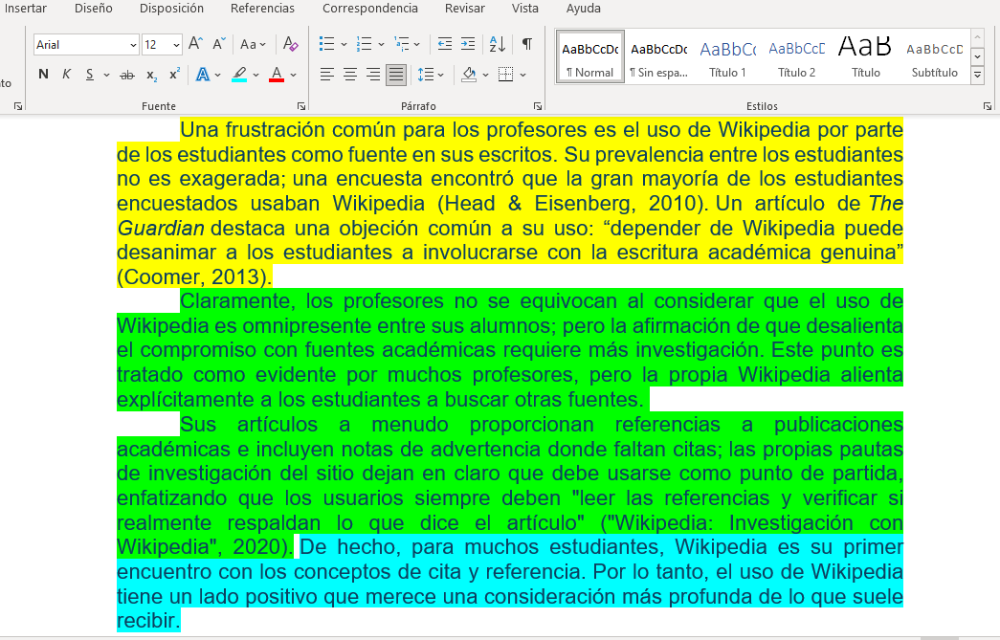 Insertar Diseño Disposición Referencias Correspondencia Revisar Vista Ayuda
Arial 12 A A Aa A
N K S ab x2 x2 A A
AaBbCcDc AaBbCcDc AaBbCc AaBbCcD AaB AaBbCcD
¶ Normal ¶ Sin espa... Título 1 Título 2 Título Subtítulo
Fuente Párrafo Estilos
Una frustración común para los profesores es el uso de Wikipedia por parte
de los estudiantes como fuente en sus escritos. Su prevalencia entre los estudiantes
no es exagerada; una encuesta encontró que la gran mayoría de los estudiantes
encuestados usaban Wikipedia (Head & Eisenberg, 2010). Un artículo de The
Guardian destaca una objeción común a su uso: “depender de Wikipedia puede
desanimar a los estudiantes a involucrarse con la escritura académica genuina”
(Coomer, 2013).
Claramente, los profesores no se equivocan al considerar que el uso de
Wikipedia es omnipresente entre sus alumnos; pero la afirmación de que desalienta
el compromiso con fuentes académicas requiere más investigación. Este punto es
tratado como evidente por muchos profesores, pero la propia Wikipedia alienta
explícitamente a los estudiantes a buscar otras fuentes.
Sus artículos a menudo proporcionan referencias a publicaciones
académicas e incluyen notas de advertencia donde faltan citas; las propias pautas
de investigación del sitio dejan en claro que debe usarse como punto de partida,
enfatizando que los usuarios siempre deben "leer las referencias y verificar si
realmente respaldan lo que dice el artículo" ("Wikipedia: Investigación con
Wikipedia", 2020). De hecho, para muchos estudiantes, Wikipedia es su primer
encuentro con los conceptos de cita y referencia. Por lo tanto, el uso de Wikipedia
tiene un lado positivo que merece una consideración más profunda de lo que suele
recibir.